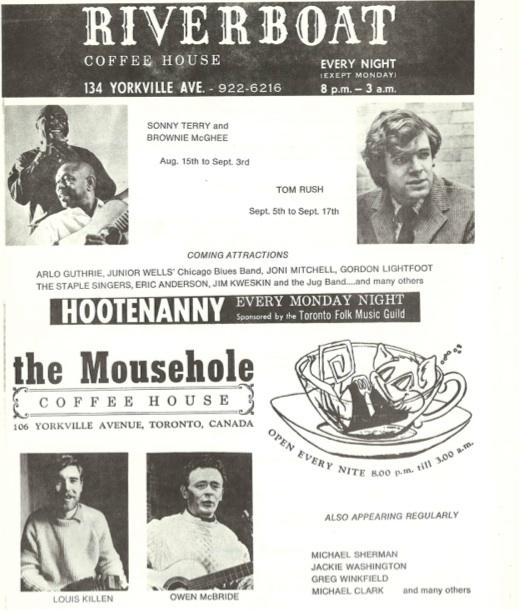 RIVERBOAT
COFFEE HOUSE
134 YORKVILLE AVE. - 922-6216
EVERY NIGHT
(EXEPT MONDAY)
8 p.m. – 3 a.m.
SONNY TERRY and
BROWNIE McGHEE
Aug. 15th to Sept. 3rd
TOM RUSH
Sept. 5th to Sept. 17th
COMING ATTRACTIONS
ARLO GUTHRIE, JUNIOR WELLS' Chicago Blues Band, JONI MITCHELL, GORDON LIGHTFOOT
THE STAPLE SINGERS, ERIC ANDERSON, JIM KWESKIN and the Jug Band....and many others
HOOTENANNY EVERY MONDAY NIGHT
Sponsored by the Toronto Folk Music Guild
the Mousehole
COFFEE HOUSE
106 YORKVILLE AVENUE, TORONTO, CANADA
OPEN EVERY NITE 8.00 p.m. till 3.00 a.m.
LOUIS KILLEN
OWEN McBRIDE
ALSO APPEARING REGULARLY
MICHAEL SHERMAN
JACKIE WASHINGTON
GREG WINKFIELD
MICHAEL CLARK and many others